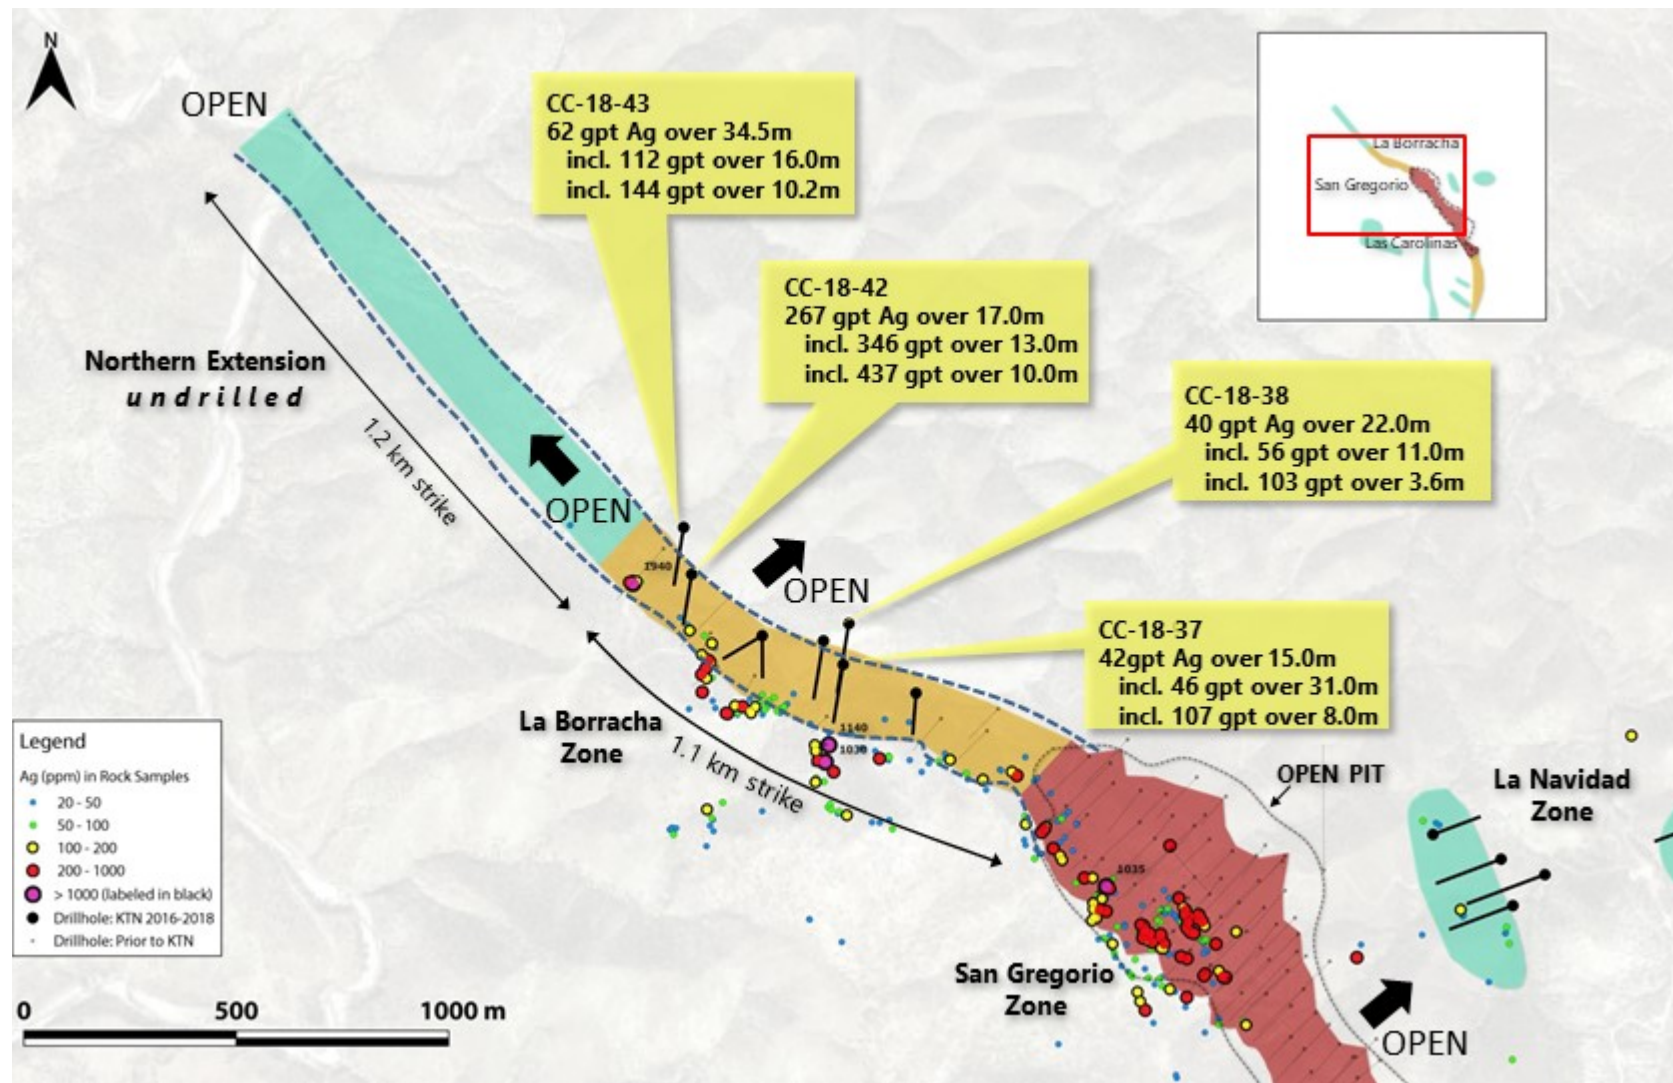 N
OPEN
CC-18-43
62 gpt Ag over 34.5m
incl. 112 gpt over 16.0m
incl. 144 gpt over 10.2m
La Borracha
San Gregorio
Las Carolinas
CC-18-42
267 gpt Ag over 17.0m
incl. 346 gpt over 13.0m
incl. 437 gpt over 10.0m
Northern Extension
undrilled
CC-18-38
40 gpt Ag over 22.0m
incl. 56 gpt over 11.0m
incl. 103 gpt over 3.6m
1.2 km strike
OPEN
1940
OPEN
CC-18-37
42gpt Ag over 15.0m
incl. 46 gpt over 31.0m
incl. 107 gpt over 8.0m
La Borracha
Zone
1140
1030
1.1 km strike
OPEN PIT
La Navidad
Zone
1035
Legend
Ag (ppm) in Rock Samples
20 - 50
50 - 100
100 - 200
200 - 1000
> 1000 (labeled in black)
Drillhole: KTN 2016-2018
Drillhole: Prior to KTN
San Gregorio
Zone
OPEN
0 500 1000 m